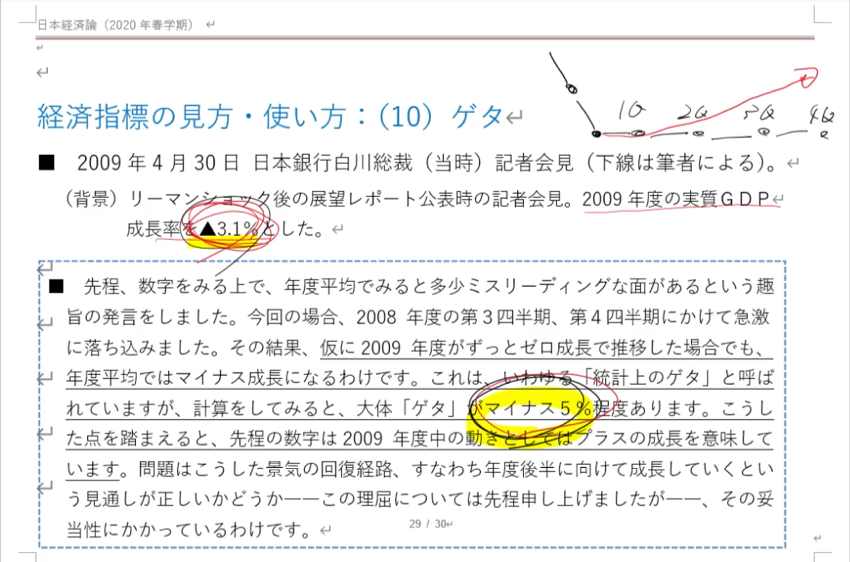 日本経済論（2020 年春学期）
1Q 2Q 3Q 4Q
経済指標の見方・使い方：（10）ゲタ
■ 2009 年 4 月 30 日 日本銀行白川総裁（当時）記者会見（下線は筆者による）。
（背景）リーマンショック後の展望レポート公表時の記者会見。2009 年度の実質ＧＤＰ
成長率を▲3.1%とした。
■ 先程、数字をみる上で、年度平均でみると多少ミスリーディングな面があるという趣
旨の発言をしました。今回の場合、2008 年度の第３四半期、第４四半期にかけて急激
に落ち込みました。その結果、仮に 2009 年度がずっとゼロ成長で推移した場合でも、
年度平均ではマイナス成長になるわけです。これは、いわゆる「統計上のゲタ」と呼ば
れていますが、計算をしてみると、大体「ゲタ」がマイナス５％程度あります。こうし
た点を踏まえると、先程の数字は 2009 年度中の動きとしてはプラスの成長を意味して
います。問題はこうした景気の回復経路、すなわち年度後半に向けて成長していくとい
う見通しが正しいかどうか――この理屈については先程申し上げましたが――、その妥
当性にかかっているわけです。
29 / 30